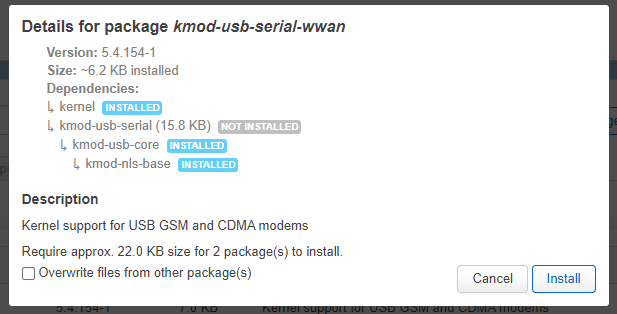 Details for package kmod-usb-serial-wwan
Version: 5.4.154-1
Size: ~6.2 KB installed
Dependencies:
↳ kernel INSTALLED
↳ kmod-usb-serial (15.8 KB) NOT INSTALLED
↳ kmod-usb-core INSTALLED
↳ kmod-nls-base INSTALLED
Description
Kernel support for USB GSM and CDMA modems
Require approx. 22.0 KB size for 2 package(s) to install.
Overwrite files from other package(s)
Cancel Install
5.4.154-1 7.0 KB Kernel support for USB GSM and CDMA modems